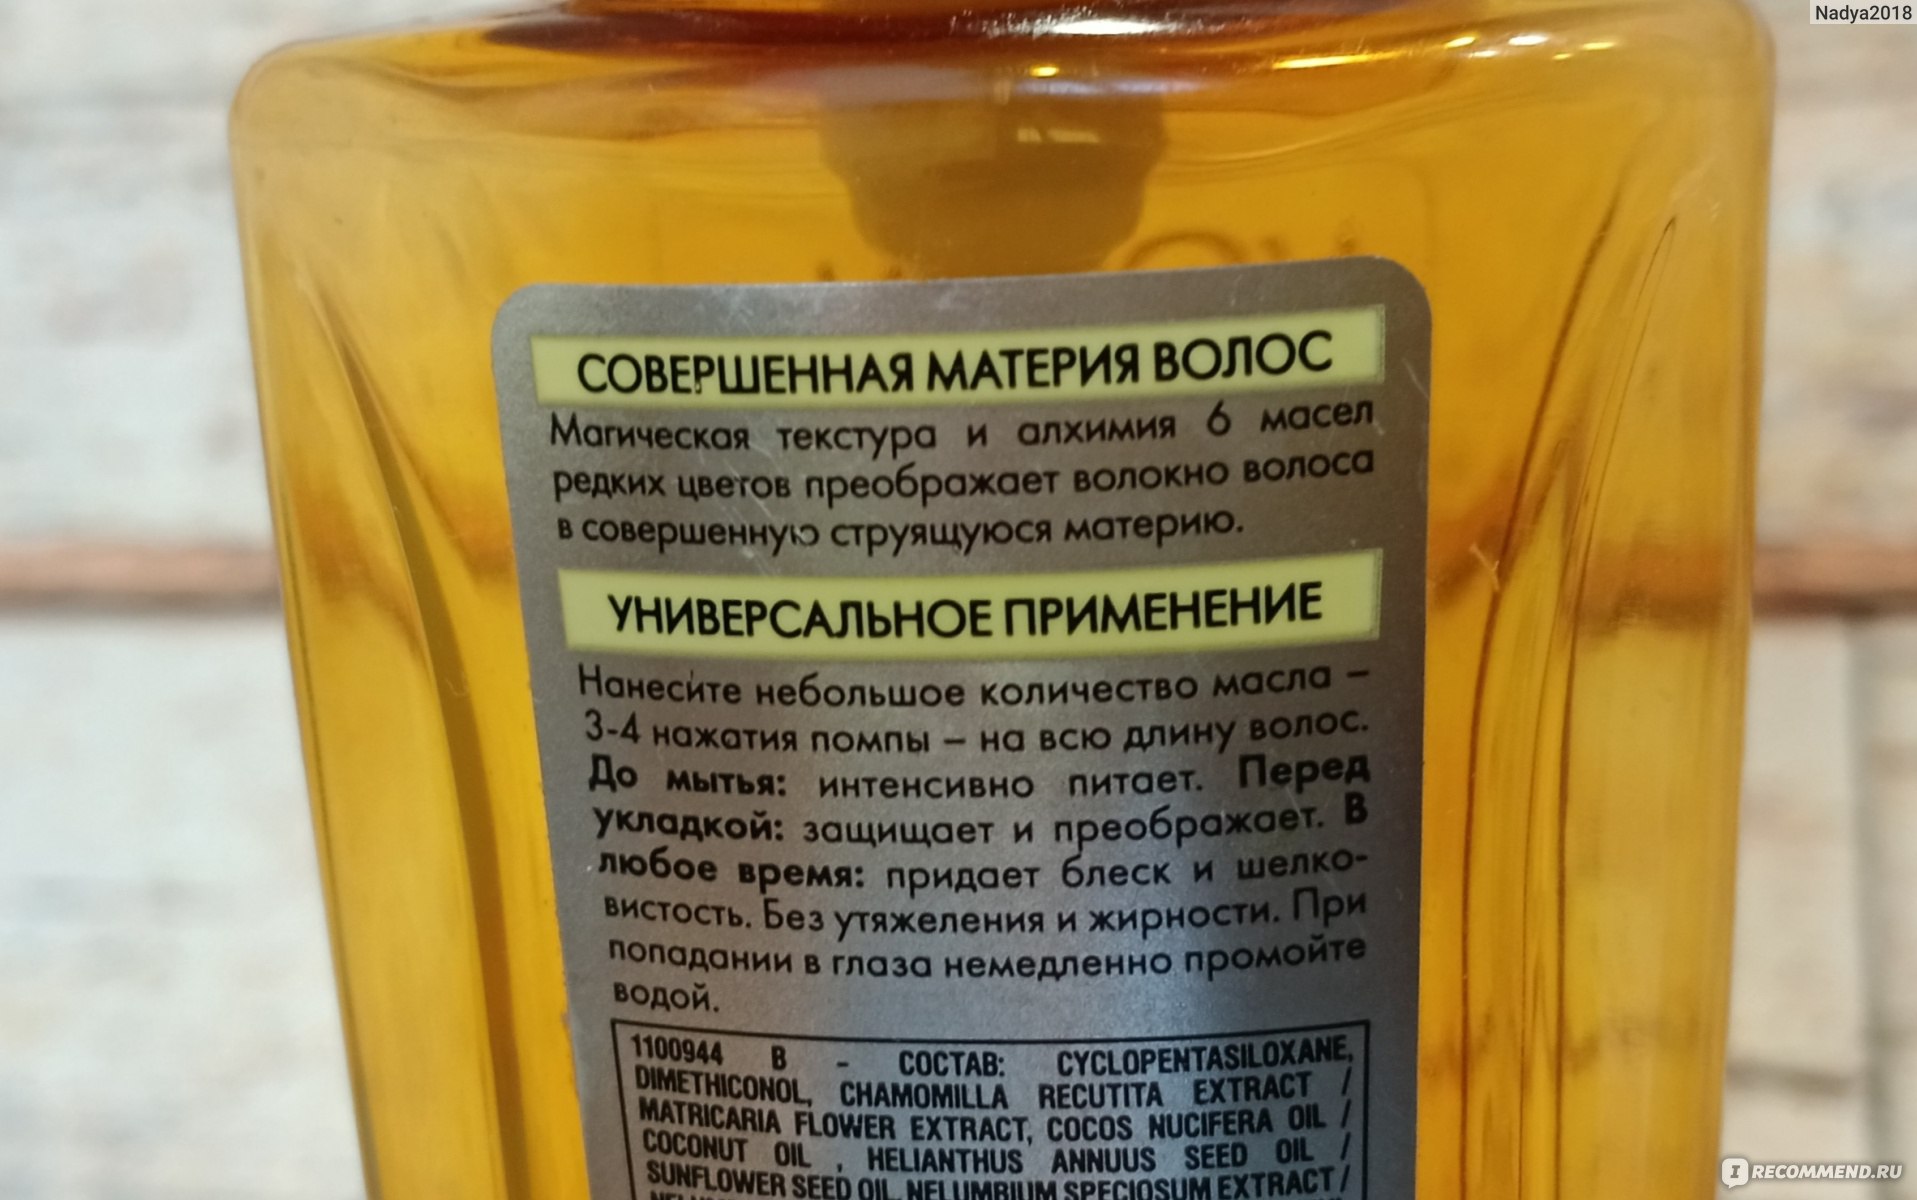 Nadya2018
СОВЕРШЕННАЯ МАТЕРИЯ ВОЛОС
Магическая текстура и алхимия 6 масел
редких цветов преображает волокно волоса
в совершенную струящуюся материю.
УНИВЕРСАЛЬНОЕ ПРИМЕНЕНИЕ
Нанесите небольшое количество масла –
3-4 нажатия помпы – на всю длину волос.
До мытья: интенсивно питает. Перед
укладкой: защищает и преображает. В
любое время: придает блеск и шелко-
вистость. Без утяжеления и жирности. При
попадании в глаза немедленно промойте
водой.
1100944 B - СОСТАВ: CYCLOPENTASILOXANE,
DIMETHICONOL, CHAMOMILLA RECUTITA EXTRACT /
MATRICARIA FLOWER EXTRACT, COCOS NUCIFERA OIL /
COCONUT OIL , HELIANTHUS ANNUUS SEED OIL /
SUNFLOWER SEED OIL, NELUMBIUM SPECIOSUM EXTRACT /
IRECOMMEND.RU